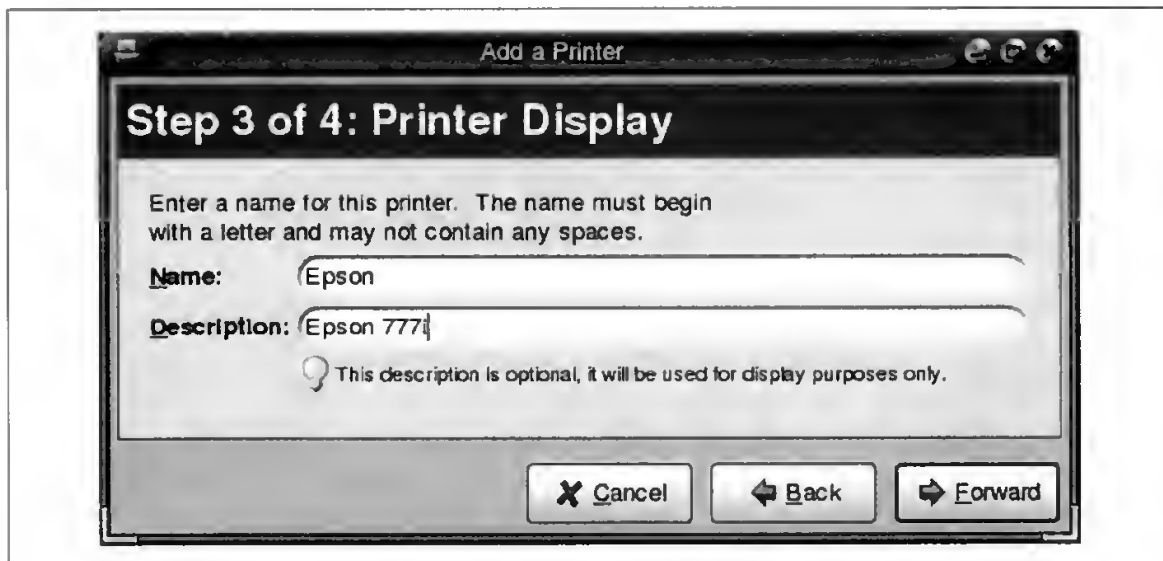 Add a Printer
Step 3 of 4: Printer Display
Enter a name for this printer. The name must begin
with a letter and may not contain any spaces.
Name: Epson
Description: Epson 777i
This description is optional, it will be used for display purposes only.
Cancel Back Forward